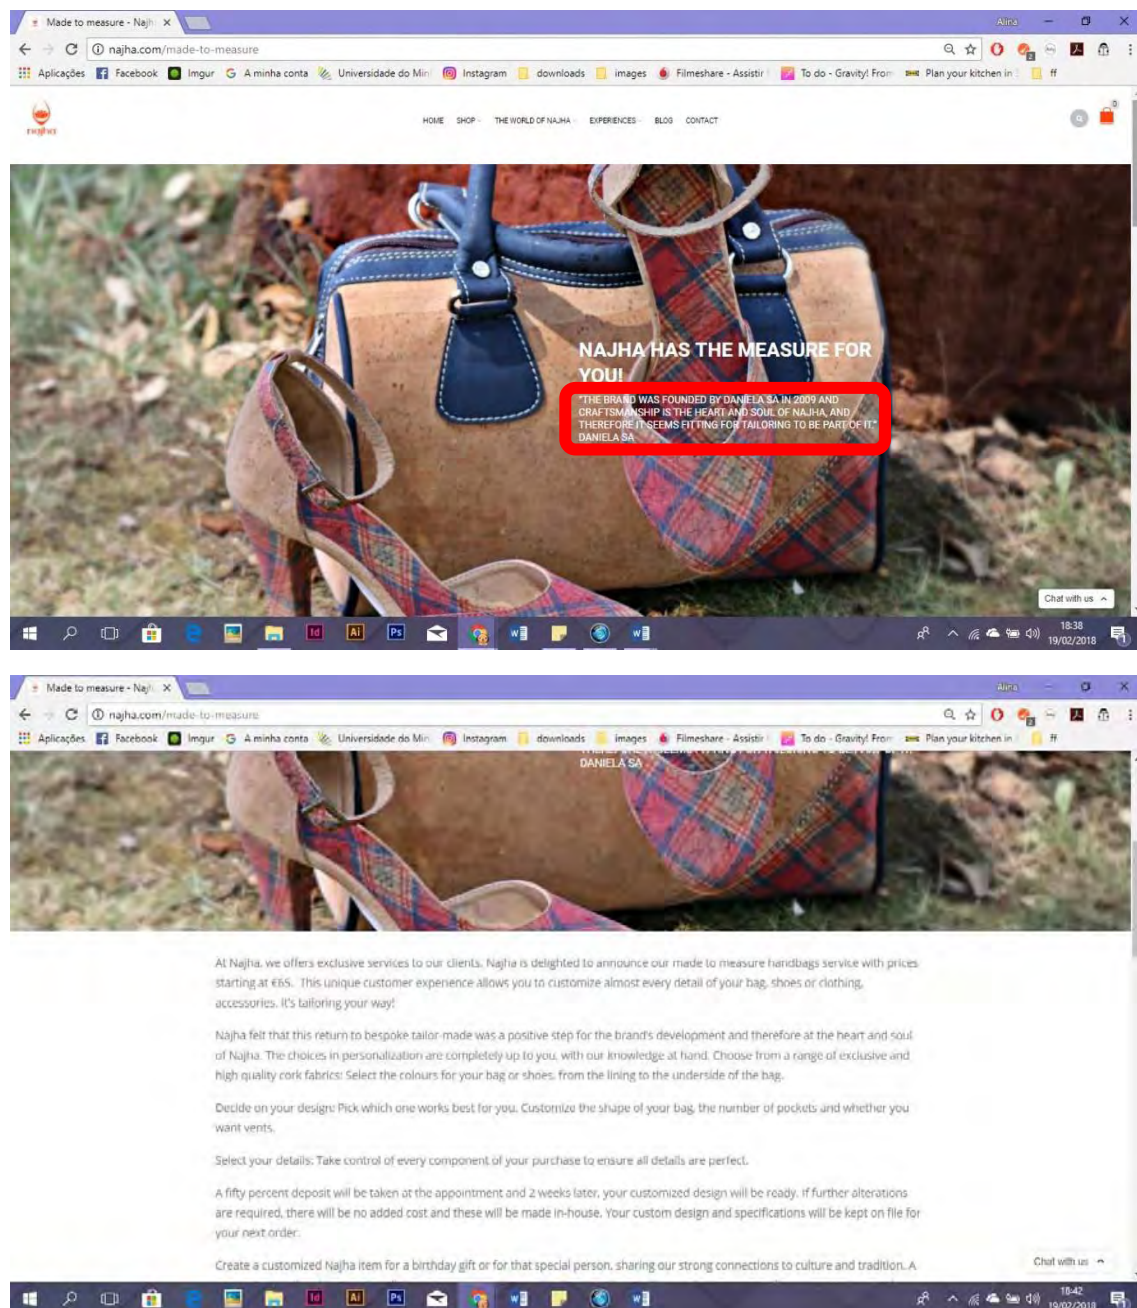 Made to measure - Najh
Alina
najha.com/made-to-measure
Aplicações Facebook Imgur A minha conta Universidade do Min Instagram downloads images Filmeshare - Assistir To do - Gravity! From Plan your kitchen in ff
najha
HOME SHOP THE WORLD OF NAJHA EXPERIENCES BLOG CONTACT
0
NAJHA HAS THE MEASURE FOR
YOU!
"THE BRAND WAS FOUNDED BY DANIELA SA IN 2009 AND
CRAFTSMANSHIP IS THE HEART AND SOUL OF NAJHA, AND
THEREFORE IT SEEMS FITTING FOR TAILORING TO BE PART OF IT."
DANIELA SA
Chat with us
Id Ai Ps
18:38
19/02/2018
Made to measure - Najh
Alina
najha.com/made-to-measure
Aplicações Facebook Imgur A minha conta Universidade do Min Instagram downloads images Filmeshare - Assistir To do - Gravity! From Plan your kitchen in ff
DANIELA SA
At Najha, we offers exclusive services to our clients. Najha is delighted to announce our made to measure handbags service with prices
starting at €65. This unique customer experience allows you to customize almost every detail of your bag, shoes or clothing,
accessories. It's tailoring your way!
Najha felt that this return to bespoke tailor-made was a positive step for the brand's development and therefore at the heart and soul
of Najha. The choices in personalization are completely up to you, with our knowledge at hand. Choose from a range of exclusive and
high quality cork fabrics: Select the colours for your bag or shoes, from the lining to the underside of the bag.
Decide on your design: Pick which one works best for you. Customize the shape of your bag, the number of pockets and whether you
want vents.
Select your details: Take control of every component of your purchase to ensure all details are perfect.
A fifty percent deposit will be taken at the appointment and 2 weeks later, your customized design will be ready. If further alterations
are required, there will be no added cost and these will be made in-house. Your custom design and specifications will be kept on file for
your next order.
Create a customized Najha item for a birthday gift or for that special person, sharing our strong connections to culture and tradition. A
Chat with us
Id Ai Ps
18:42
19/02/2018